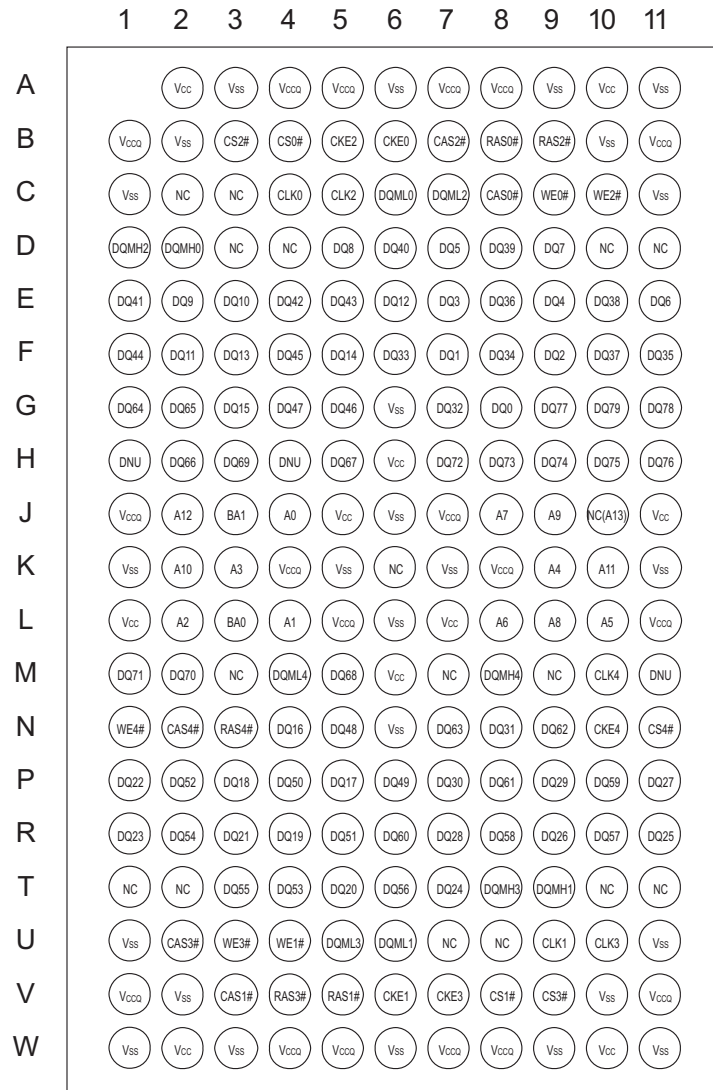 1 2 3 4 5 6 7 8 9 10 11
A Vcc Vss VccQ VccQ Vss VccQ VccQ Vss Vcc Vss
B VccQ Vss CS2# CS0# CKE2 CKE0 CAS2# RAS0# RAS2# Vss VccQ
C Vss NC NC CLK0 CLK2 DQML0 DQML2 CAS0# WE0# WE2# Vss
D DQMH2 DQMH0 NC NC DQ8 DQ40 DQ5 DQ39 DQ7 NC NC
E DQ41 DQ9 DQ10 DQ42 DQ43 DQ12 DQ3 DQ36 DQ4 DQ38 DQ6
F DQ44 DQ11 DQ13 DQ45 DQ14 DQ33 DQ1 DQ34 DQ2 DQ37 DQ35
G DQ64 DQ65 DQ15 DQ47 DQ46 Vss DQ32 DQ0 DQ77 DQ79 DQ78
H DNU DQ66 DQ69 DNU DQ67 Vcc DQ72 DQ73 DQ74 DQ75 DQ76
J VccQ A12 BA1 A0 Vcc Vss VccQ A7 A9 NC(A13) Vcc
K Vss A10 A3 VccQ Vss NC Vss VccQ A4 A11 Vss
L Vcc A2 BA0 A1 VccQ Vss Vcc A6 A8 A5 VccQ
M DQ71 DQ70 NC DQML4 DQ68 Vcc NC DQMH4 NC CLK4 DNU
N WE4# CAS4# RAS4# DQ16 DQ48 Vss DQ63 DQ31 DQ62 CKE4 CS4#
P DQ22 DQ52 DQ18 DQ50 DQ17 DQ49 DQ30 DQ61 DQ29 DQ59 DQ27
R DQ23 DQ54 DQ21 DQ19 DQ51 DQ60 DQ28 DQ58 DQ26 DQ57 DQ25
T NC NC DQ55 DQ53 DQ20 DQ56 DQ24 DQMH3 DQMH1 NC NC
U Vss CAS3# WE3# WE1# DQML3 DQML1 NC NC CLK1 CLK3 Vss
V VccQ Vss CAS1# RAS3# RAS1# CKE1 CKE3 CS1# CS3# Vss VccQ
W Vss Vcc Vss VccQ VccQ Vss VccQ VccQ Vss Vcc Vss